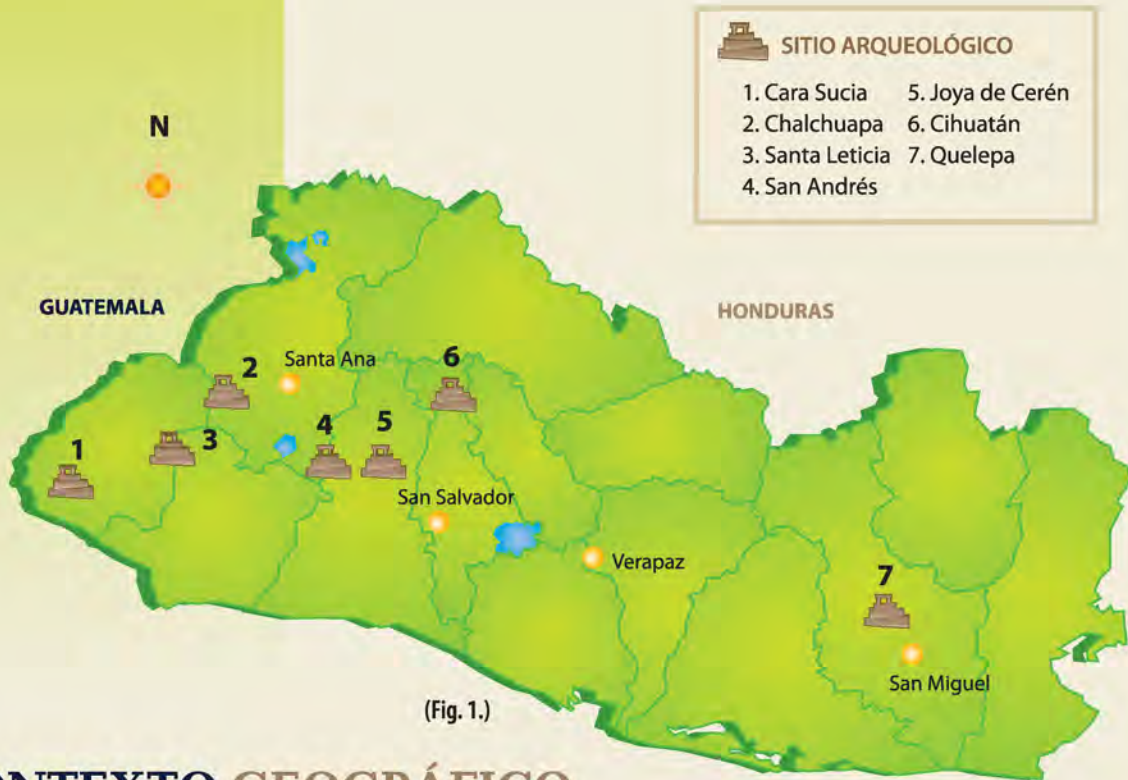 SITIO ARQUEOLÓGICO
1. Cara Sucia 5. Joya de Cerén
2. Chalchuapa 6. Cihuatán
3. Santa Leticia 7. Quelepa
4. San Andrés
N
GUATEMALA
HONDURAS
2
Santa Ana
6
1
3
4
5
San Salvador
Verapaz
7
San Miguel
(Fig. 1.)
ONTEXTO GEOGRÁFICO